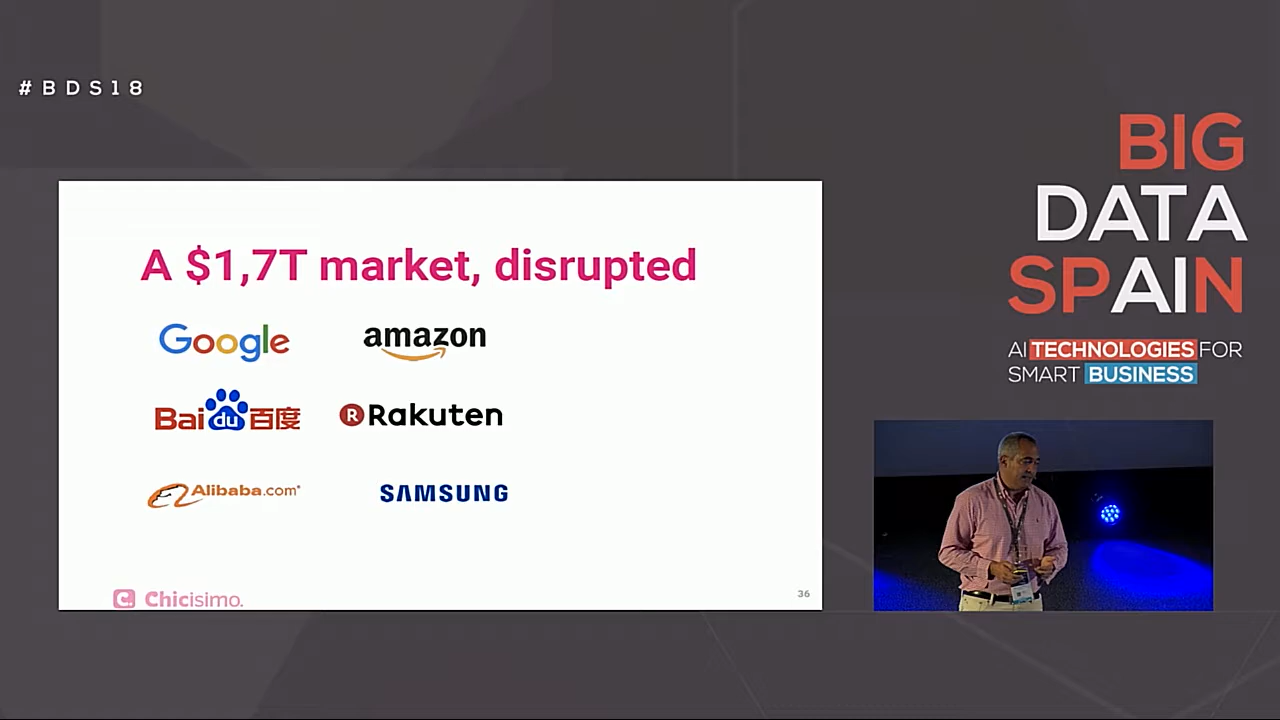 #BDS18
BIG
DATA
SPAIN
AI TECHNOLOGIES FOR
SMART BUSINESS
A $1,7T market, disrupted
Google
amazon
Baidu百度
R Rakuten
Alibaba.com
SAMSUNG
C. Chicisimo.
36